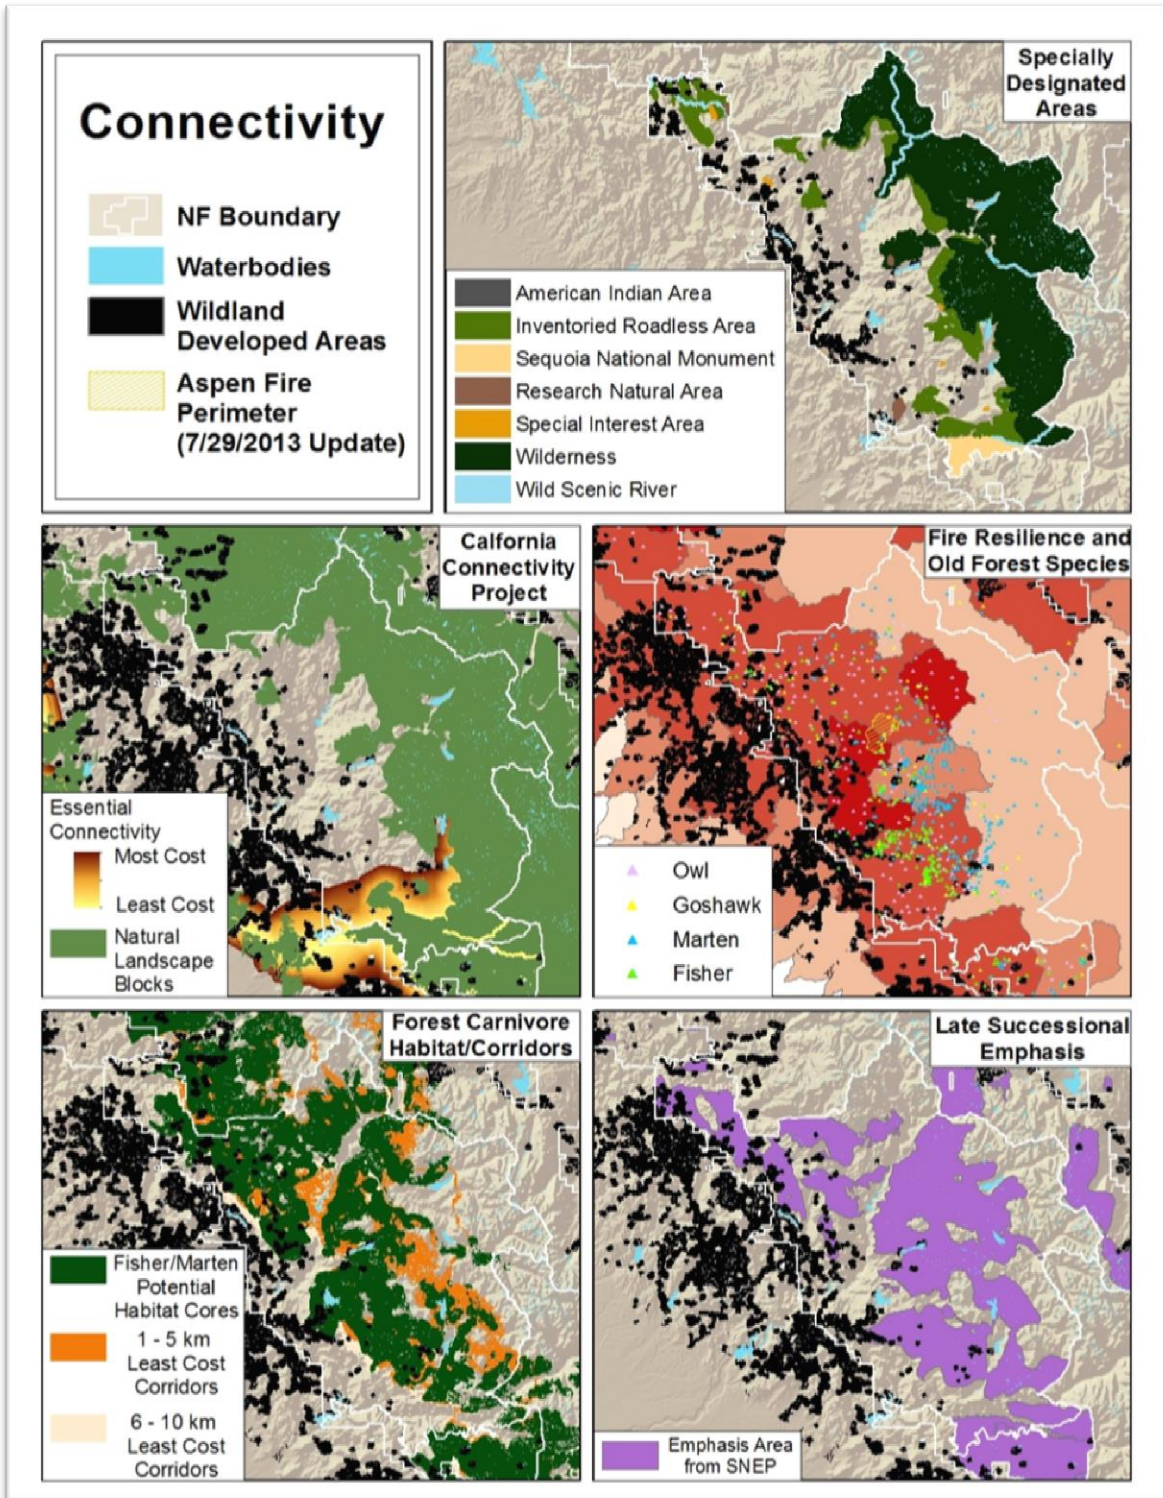 Connectivity
NF Boundary
Waterbodies
Wildland
Developed Areas
Aspen Fire
Perimeter
(7/29/2013 Update)
Specially
Designated
Areas
American Indian Area
Inventoried Roadless Area
Sequoia National Monument
Research Natural Area
Special Interest Area
Wilderness
Wild Scenic River
Calfornia
Connectivity
Project
Essential
Connectivity
Most Cost
Least Cost
Natural
Landscape
Blocks
Fire Resilience and
Old Forest Species
Owl
Goshawk
Marten
Fisher
Forest Carnivore
Habitat/Corridors
Fisher/Marten
Potential
Habitat Cores
1 - 5 km
Least Cost
Corridors
6 - 10 km
Least Cost
Corridors
Late Successional
Emphasis
Emphasis Area
from SNEP